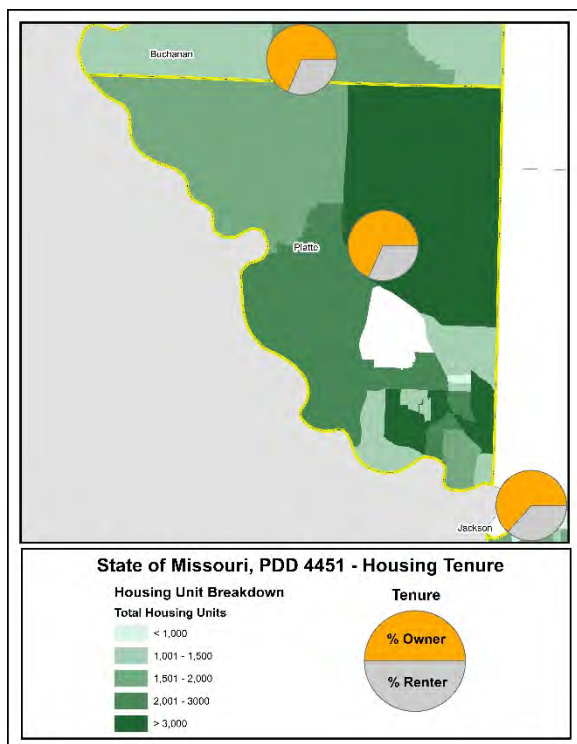 Buchanan
Platte
Jackson
State of Missouri, PDD 4451 - Housing Tenure
Housing Unit Breakdown
Total Housing Units
< 1,000
1,001 - 1,500
1,501 - 2,000
2,001 - 3000
> 3,000
Tenure
% Owner
% Renter